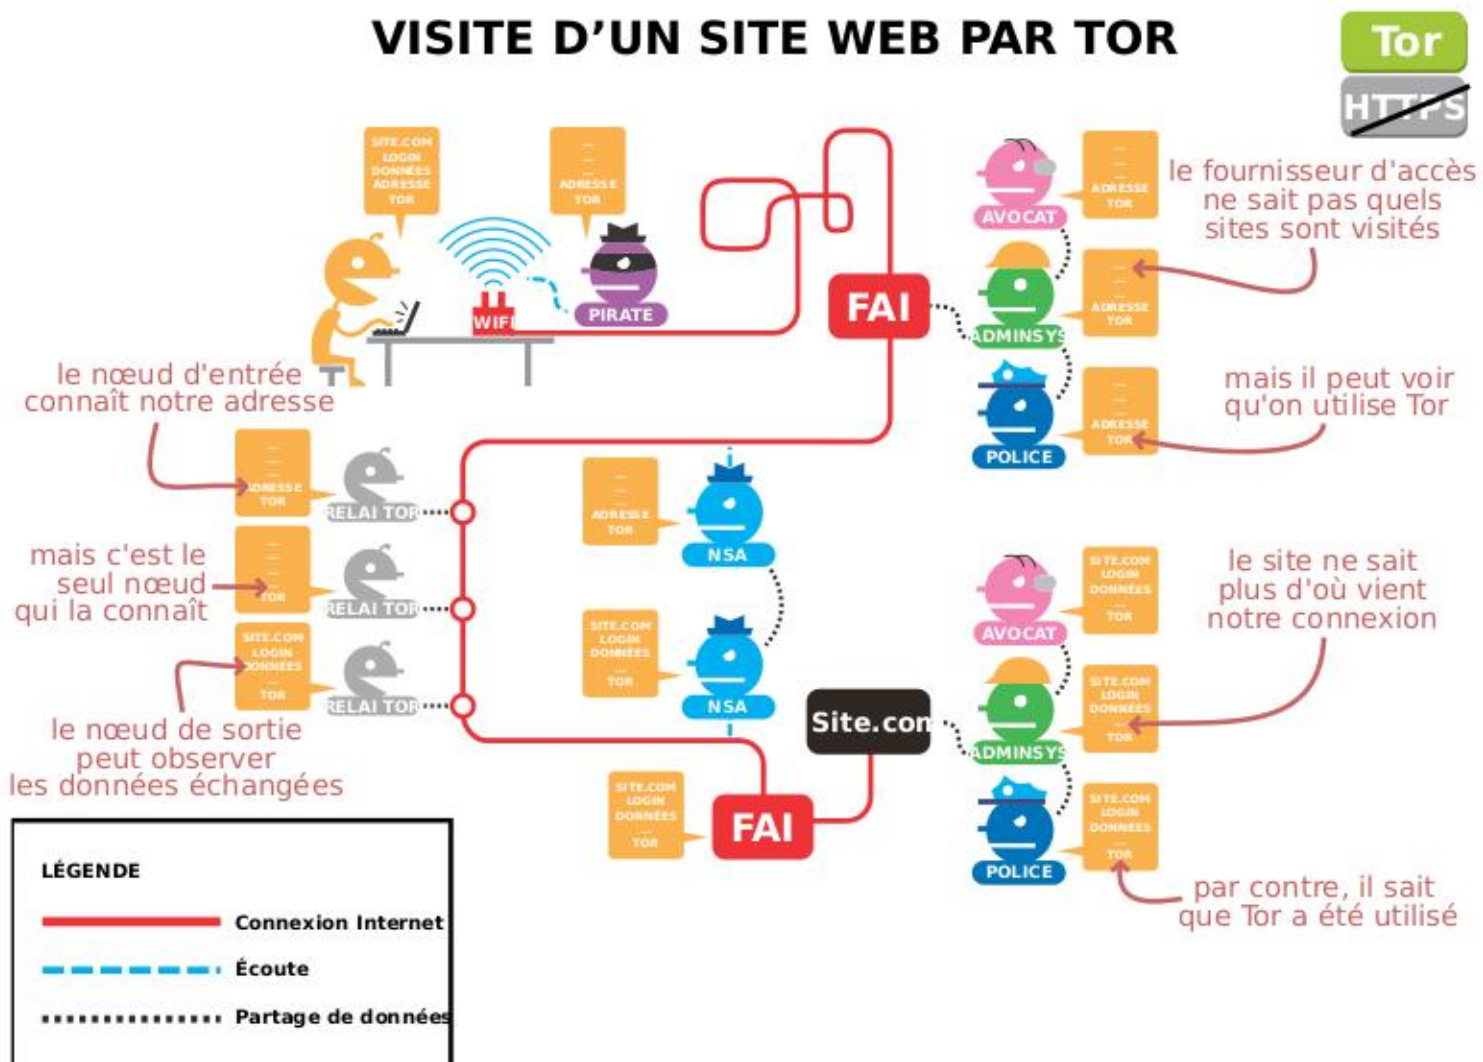 VISITE D’UN SITE WEB PAR TOR
Tor
HTTPS
SITE.COM
LOGIN
DONNÉES
ADRESSE
TOR
...
...
...
ADRESSE
TOR
WIFI
PIRATE
FAI
AVOCAT
...
...
...
ADRESSE
TOR
ADMINSYS
...
...
...
ADRESSE
TOR
POLICE
...
...
...
ADRESSE
TOR
le fournisseur d'accès
ne sait pas quels
sites sont visités
mais il peut voir
qu'on utilise Tor
le nœud d'entrée
connaît notre adresse
...
...
...
ADRESSE
TOR
RELAI TOR
mais c'est le
seul nœud
qui la connaît
...
...
...
...
TOR
RELAI TOR
SITE.COM
LOGIN
DONNÉES
...
TOR
RELAI TOR
le nœud de sortie
peut observer
les données échangées
...
...
...
ADRESSE
TOR
NSA
SITE.COM
LOGIN
DONNÉES
...
TOR
NSA
SITE.COM
LOGIN
DONNÉES
...
TOR
FAI
Site.com
AVOCAT
SITE.COM
LOGIN
DONNÉES
...
TOR
ADMINSYS
SITE.COM
LOGIN
DONNÉES
...
TOR
POLICE
SITE.COM
LOGIN
DONNÉES
...
TOR
le site ne sait
plus d'où vient
notre connexion
par contre, il sait
que Tor a été utilisé
LÉGENDE
Connexion Internet
Écoute
Partage de données